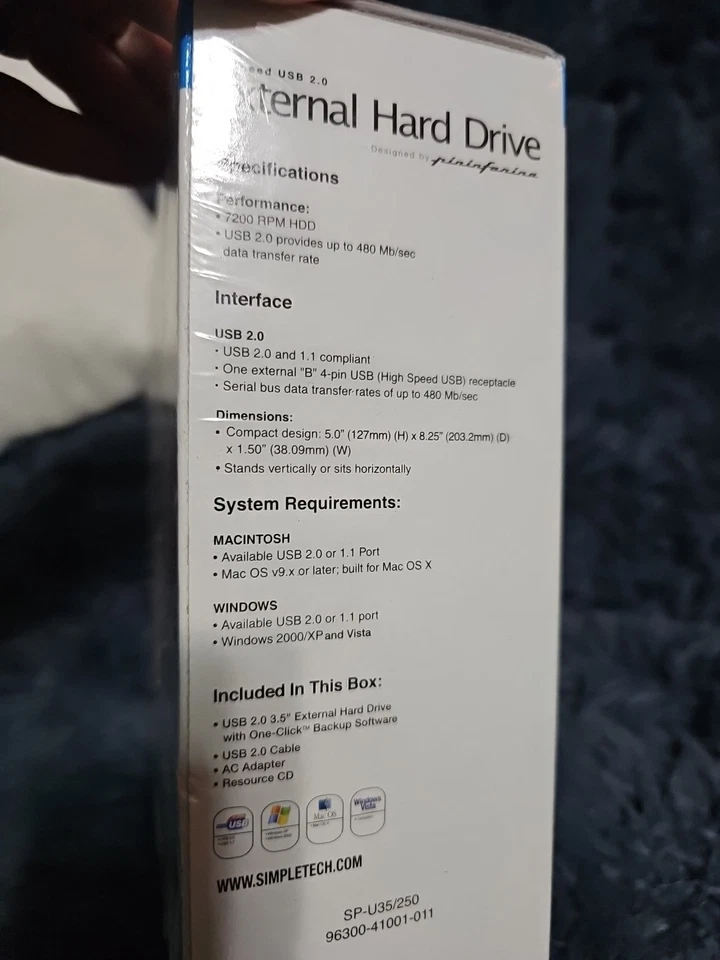 USB 2.0
External Hard Drive
Designed by pininfarina
Specifications
Performance:
• 7200 RPM HDD
• USB 2.0 provides up to 480 Mb/sec
data transfer rate
Interface
USB 2.0
• USB 2.0 and 1.1 compliant
• One external "B" 4-pin USB (High Speed USB) receptacle
• Serial bus data transfer rates of up to 480 Mb/sec
Dimensions:
• Compact design: 5.0" (127mm) (H) x 8.25" (203.2mm) (D)
x 1.50" (38.09mm) (W)
• Stands vertically or sits horizontally
System Requirements:
MACINTOSH
• Available USB 2.0 or 1.1 Port
• Mac OS v9.x or later; built for Mac OS X
WINDOWS
• Available USB 2.0 or 1.1 port
• Windows 2000/XP and Vista
Included In This Box:
• USB 2.0 3.5" External Hard Drive
with One-Click™ Backup Software
• USB 2.0 Cable
• AC Adapter
• Resource CD
USB
Mac OS
Windows Vista
WWW.SIMPLETECH.COM
SP-U35/250
96300-41001-011